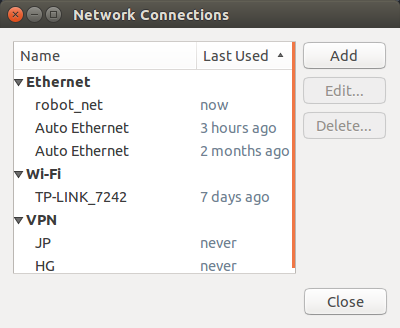 Network Connections
Name Last Used
Ethernet
robot_net now
Auto Ethernet 3 hours ago
Auto Ethernet 2 months ago
Wi-Fi
TP-LINK_7242 7 days ago
VPN
JP never
HG never
Add
Edit...
Delete...
Close